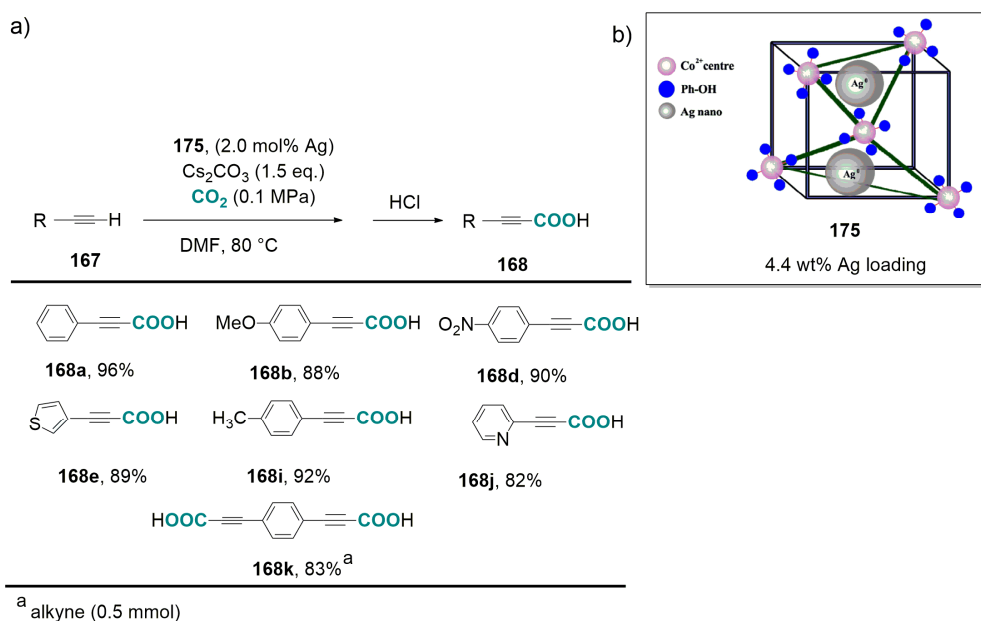 a)
175, (2.0 mol% Ag)
Cs₂CO₃ (1.5 eq.)
CO₂ (0.1 MPa)
R H
DMF, 80 °C
167
HCl
R COOH
168
COOH
168a, 96%
MeO COOH
168b, 88%
O₂N COOH
168d, 90%
S COOH
168e, 89%
H₃C COOH
168i, 92%
N COOH
168j, 82%
HOOC COOH
168k, 83%ᵃ
ᵃ alkyne (0.5 mmol)
b)
Co²⁺centre
Ph-OH
Ag nano
Ag⁰
Ag⁰
175
4.4 wt% Ag loading